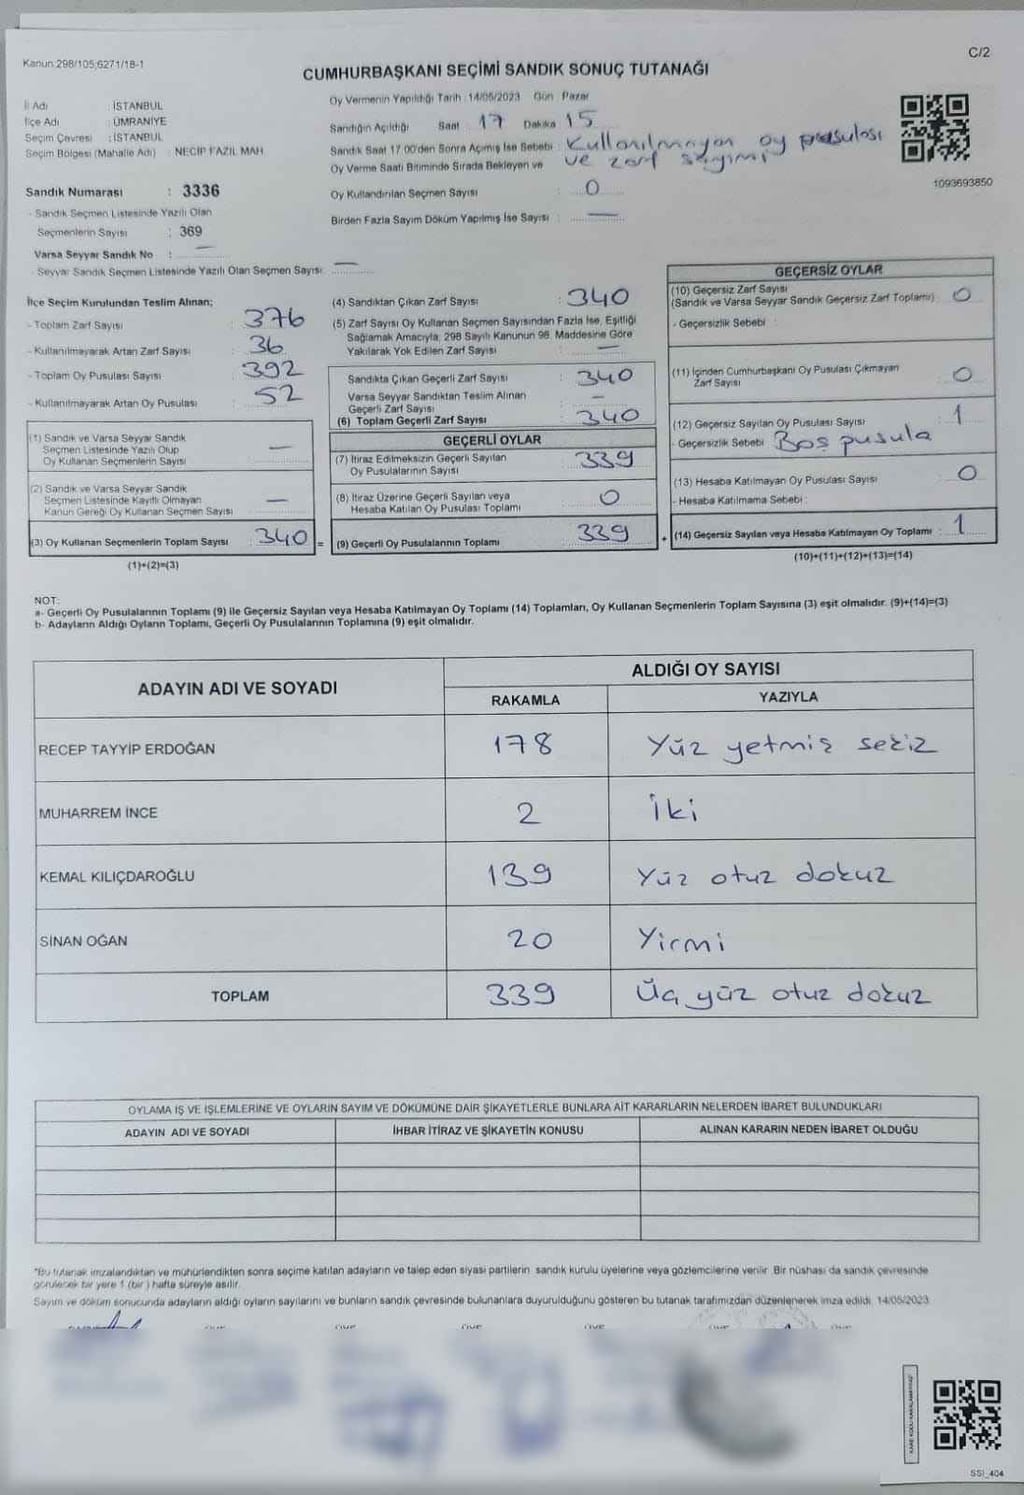 Kanun:298/105;6271/18-1
C/2
CUMHURBAŞKANI SEÇİMİ SANDIK SONUÇ TUTANAĞI
İl Adı : İSTANBUL
İlçe Adı : ÜMRANİYE
Seçim Çevresi : İSTANBUL
Seçim Bölgesi (Mahalle Adı) : NECİP FAZIL MAH.
Sandık Numarası : 3336
- Sandık Seçmen Listesinde Yazılı Olan
Seçmenlerin Sayısı : 369
Varsa Seyyar Sandık No : —
- Seyyar Sandık Seçmen Listesinde Yazılı Olan Seçmen Sayısı: —
Oy Vermenin Yapıldığı Tarih : 14/05/2023 Gün : Pazar
Sandığın Açıldığı Saat : 17 Dakika : 15
Sandık Saat 17.00'den Sonra Açılmış İse Sebebi : Kullanılmayan oy pusulası
ve zarf sayımı
Oy Verme Saati Bitiminde Sırada Bekleyen ve
Oy Kullandırılan Seçmen Sayısı : 0
Birden Fazla Sayım Döküm Yapılmış İse Sayısı : —
1093693850
İlçe Seçim Kurulundan Teslim Alınan;
- Toplam Zarf Sayısı : 376
- Kullanılmayarak Artan Zarf Sayısı : 36
- Toplam Oy Pusulası Sayısı : 392
- Kullanılmayarak Artan Oy Pusulası : 52
(1) Sandık ve Varsa Seyyar Sandık
Seçmen Listesinde Yazılı Olup
Oy Kullanan Seçmenlerin Sayısı : —
(2) Sandık ve Varsa Seyyar Sandık
Seçmen Listesinde Kayıtlı Olmayan
Kanun Gereği Oy Kullanan Seçmen Sayısı : —
(3) Oy Kullanan Seçmenlerin Toplam Sayısı : 340 =
(1)+(2)=(3)
(4) Sandıktan Çıkan Zarf Sayısı : 340
(5) Zarf Sayısı Oy Kullanan Seçmen Sayısından Fazla İse, Eşitliği
Sağlamak Amacıyla, 298 Sayılı Kanunun 98. Maddesine Göre
Yakılarak Yok Edilen Zarf Sayısı : —
Sandıkta Çıkan Geçerli Zarf Sayısı : 340
Varsa Seyyar Sandıktan Teslim Alınan
Geçerli Zarf Sayısı : —
(6) Toplam Geçerli Zarf Sayısı : 340
GEÇERLİ OYLAR
(7) İtiraz Edilmeksizin Geçerli Sayılan
Oy Pusulalarının Sayısı : 339
(8) İtiraz Üzerine Geçerli Sayılan veya
Hesaba Katılan Oy Pusulası Toplamı : 0
(9) Geçerli Oy Pusulalarının Toplamı : 339 +
GEÇERSİZ OYLAR
(10) Geçersiz Zarf Sayısı
(Sandık ve Varsa Seyyar Sandık Geçersiz Zarf Toplamı) : 0
- Geçersizlik Sebebi :
(11) İçinden Cumhurbaşkanı Oy Pusulası Çıkmayan
Zarf Sayısı : 0
(12) Geçersiz Sayılan Oy Pusulası Sayısı : 1
- Geçersizlik Sebebi : Boş pusula
(13) Hesaba Katılmayan Oy Pusulası Sayısı : 0
- Hesaba Katılmama Sebebi :
(14) Geçersiz Sayılan veya Hesaba Katılmayan Oy Toplamı : 1
(10)+(11)+(12)+(13)=(14)
NOT:
a- Geçerli Oy Pusulalarının Toplamı (9) ile Geçersiz Sayılan veya Hesaba Katılmayan Oy Toplamı (14) Toplamları, Oy Kullanan Seçmenlerin Toplam Sayısına (3) eşit olmalıdır. (9)+(14)=(3)
b- Adayların Aldığı Oyların Toplamı, Geçerli Oy Pusulalarının Toplamına (9) eşit olmalıdır.
ADAYIN ADI VE SOYADI
ALDIĞI OY SAYISI
RAKAMLA YAZIYLA
RECEP TAYYİP ERDOĞAN 178 Yüz yetmiş sekiz
MUHARREM İNCE 2 İki
KEMAL KILIÇDAROĞLU 139 Yüz otuz dokuz
SİNAN OĞAN 20 Yirmi
TOPLAM 339 Üç yüz otuz dokuz
OYLAMA İŞ VE İŞLEMLERİNE VE OYLARIN SAYIM VE DÖKÜMÜNE DAİR ŞİKAYETLERLE BUNLARA AİT KARARLARIN NELERDEN İBARET BULUNDUKLARI
ADAYIN ADI VE SOYADI İHBAR İTİRAZ VE ŞİKAYETİN KONUSU ALINAN KARARIN NEDEN İBARET OLDUĞU
"Bu tutanak imzalandıktan ve mühürlendikten sonra seçime katılan adayların ve talep eden siyasi partilerin sandık kurulu üyelerine veya gözlemcilerine verilir. Bir nüshası da sandık çevresinde
görülecek bir yere 1 (bir) hafta süreyle asılır.
Sayım ve döküm sonucunda adayların aldığı oyların sayılarını ve bunların sandık çevresinde bulunanlara duyurulduğunu gösteren bu tutanak tarafımızdan düzenlenerek imza edildi. 14/05/2023
SSI_404